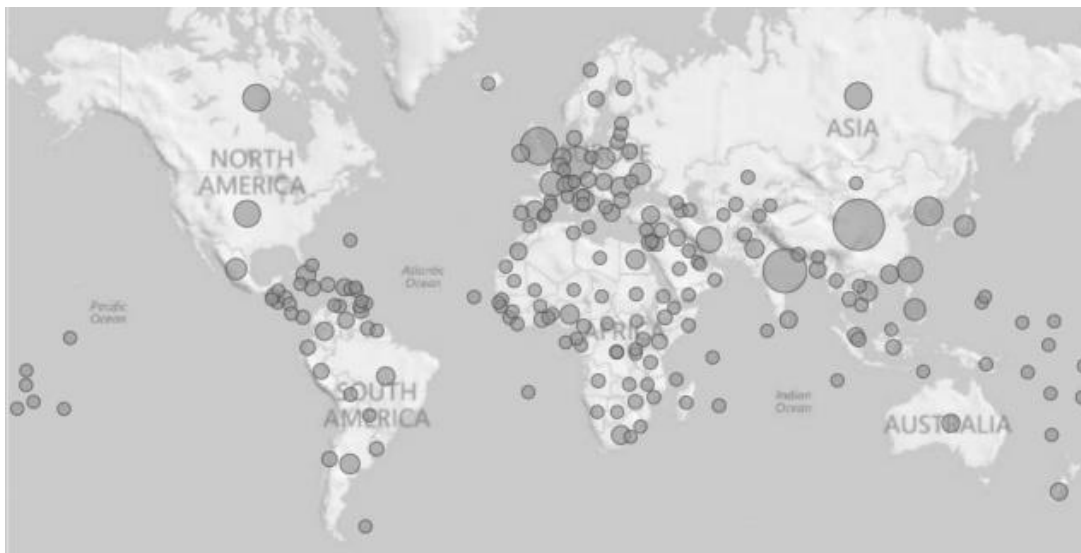 ASIA
NORTH
AMERICA
Atlantic
Ocean
Pacific
Ocean
AFRICA
SOUTH
AMERICA
Indian
Ocean
AUSTRALIA